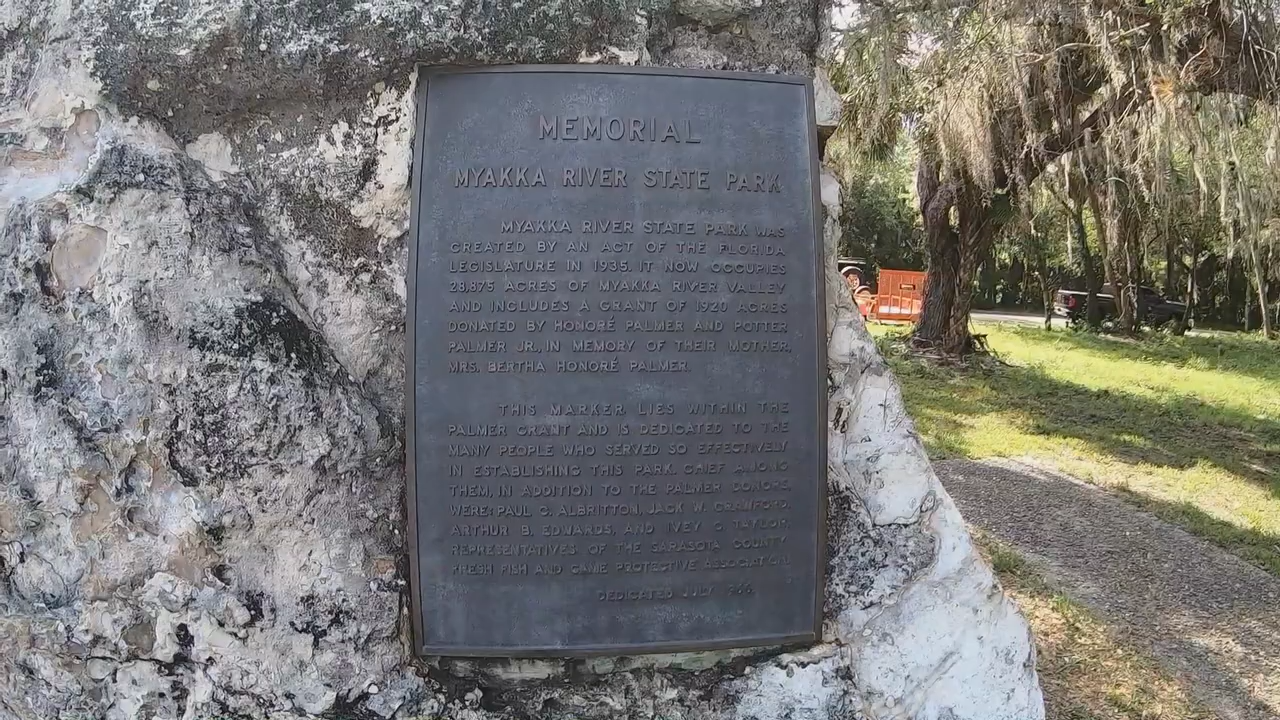 MEMORIAL
MYAKKA RIVER STATE PARK
MYAKKA RIVER STATE PARK WAS
CREATED BY AN ACT OF THE FLORIDA
LEGISLATURE IN 1935. IT NOW OCCUPIES
28,875 ACRES OF MYAKKA RIVER VALLEY
AND INCLUDES A GRANT OF 1920 ACRES
DONATED BY HONORÉ PALMER AND POTTER
PALMER JR., IN MEMORY OF THEIR MOTHER,
MRS. BERTHA HONORÉ PALMER.
THIS MARKER LIES WITHIN THE
PALMER GRANT AND IS DEDICATED TO THE
MANY PEOPLE WHO SERVED SO EFFECTIVELY
IN ESTABLISHING THIS PARK. CHIEF AMONG
THEM, IN ADDITION TO THE PALMER DONORS,
WERE: PAUL C. ALBRITTON, JACK W. CRAWFORD,
ARTHUR B. EDWARDS, AND IVEY C. TAYLOR,
REPRESENTATIVES OF THE SARASOTA COUNTY
FRESH FISH AND GAME PROTECTIVE ASSOCIATION.
DEDICATED JULY